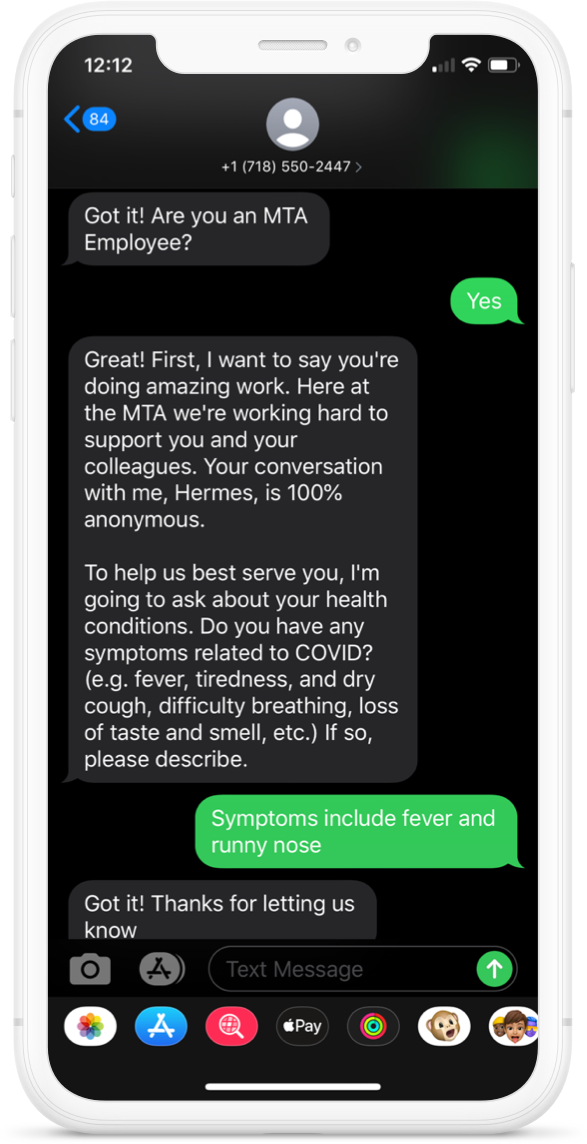 12:12
84
+1 (718) 550-2447 >
Got it! Are you an MTA
Employee?
Yes
Great! First, I want to say you're
doing amazing work. Here at
the MTA we're working hard to
support you and your
colleagues. Your conversation
with me, Hermes, is 100%
anonymous.
To help us best serve you, I'm
going to ask about your health
conditions. Do you have any
symptoms related to COVID?
(e.g. fever, tiredness, and dry
cough, difficulty breathing, loss
of taste and smell, etc.) If so,
please describe.
Symptoms include fever and
runny nose
Got it! Thanks for letting us
know
Text Message
Pay